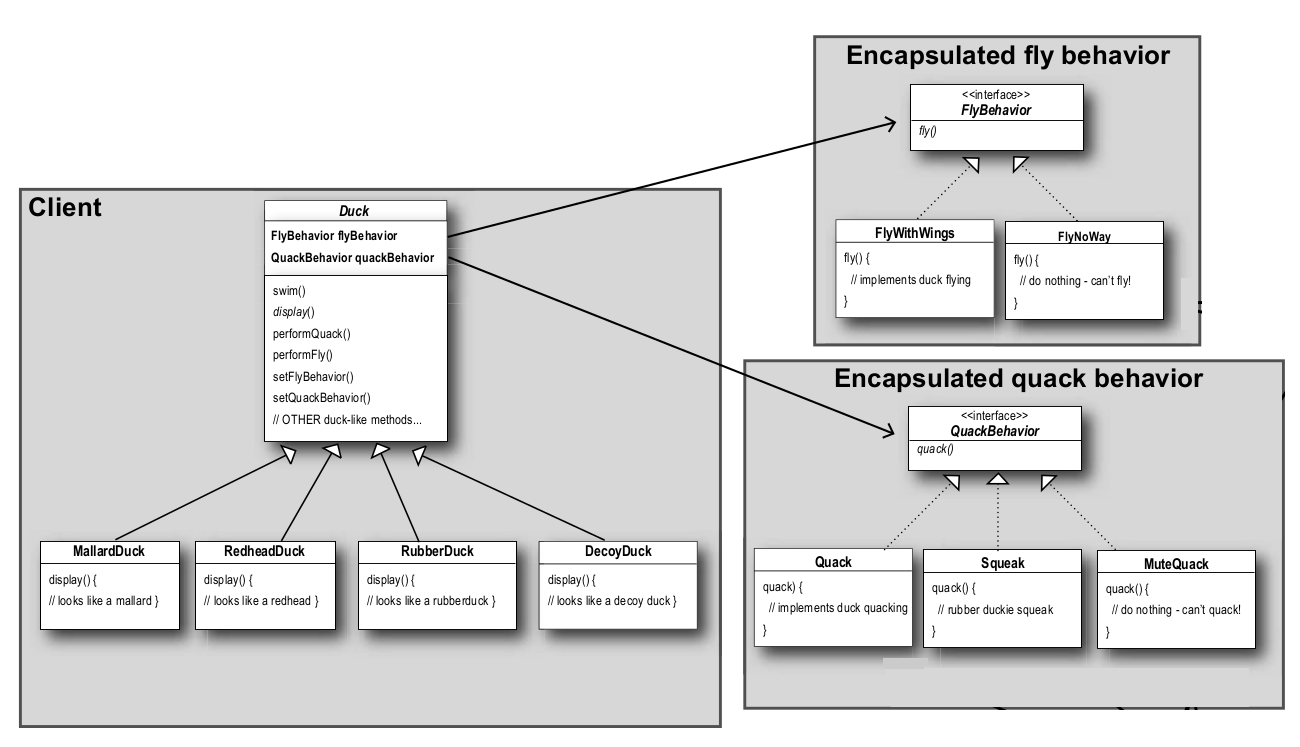 Encapsulated fly behavior
<<interface>>
FlyBehavior
fly()
FlyWithWings
fly() {
// implements duck flying
}
FlyNoWay
fly() {
// do nothing - can't fly!
}
Client
Duck
FlyBehavior flyBehavior
QuackBehavior quackBehavior
swim()
display()
performQuack()
performFly()
setFlyBehavior()
setQuackBehavior()
// OTHER duck-like methods...
MallardDuck
display() {
// looks like a mallard }
RedheadDuck
display() {
// looks like a redhead }
RubberDuck
display() {
// looks like a rubberduck }
DecoyDuck
display() {
// looks like a decoy duck }
Encapsulated quack behavior
<<interface>>
QuackBehavior
quack()
Quack
quack) {
// implements duck quacking
}
Squeak
quack() {
// rubber duckie squeak
}
MuteQuack
quack() {
// do nothing - can't quack!
}